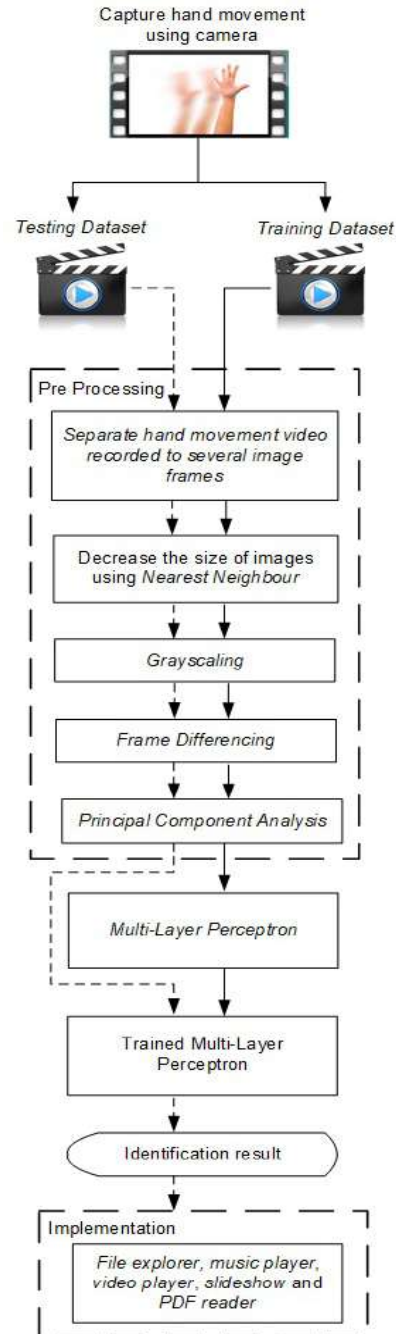 Capture hand movement
using camera
Testing Dataset
Training Dataset
Pre Processing
Separate hand movement video
recorded to several image
frames
Decrease the size of images
using Nearest Neighbour
Grayscaling
Frame Differencing
Principal Component Analysis
Multi-Layer Perceptron
Trained Multi-Layer
Perceptron
Identification result
Implementation
File explorer, music player,
video player, slideshow and
PDF reader